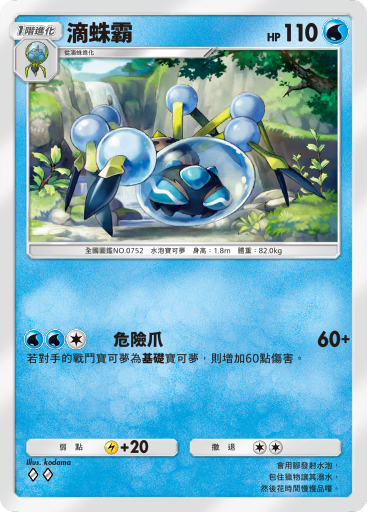 1階進化
滴蛛霸
HP 110
從滴蛛進化
全國圖鑑NO.0752 水泡寶可夢 身高：1.8m 體重：82.0kg
危險爪 60+
若對手的戰鬥寶可夢為基礎寶可夢，則增加60點傷害。
弱點 +20 撤退
Illus. kodama
會用腳發射水泡，
包住獵物讓其溺水，
然後花時間慢慢品嚐。